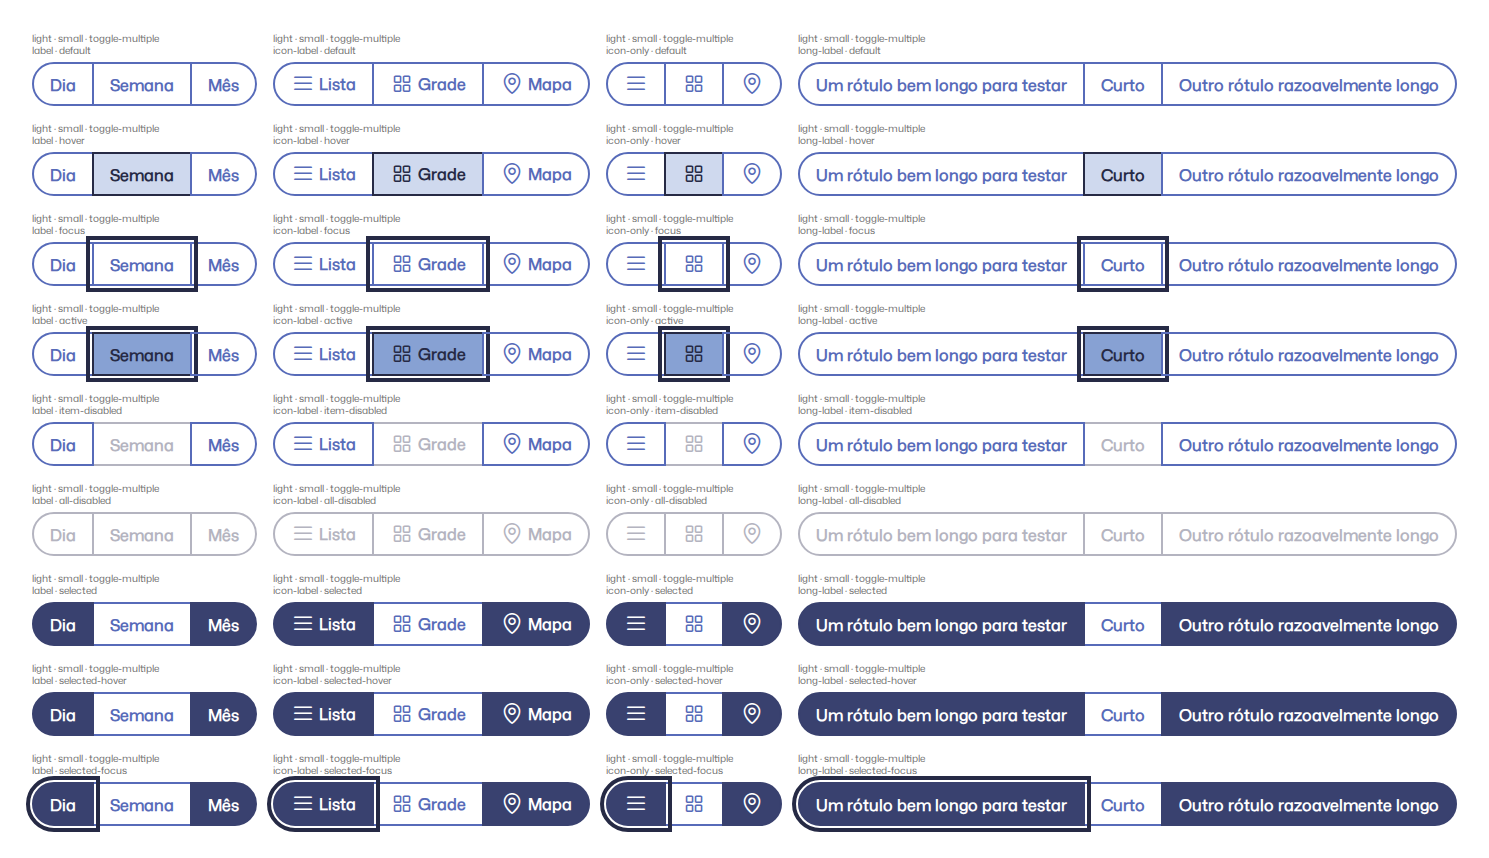 light · small · toggle-multiple
label · default
light · small · toggle-multiple
icon-label · default
light · small · toggle-multiple
icon-only · default
light · small · toggle-multiple
long-label · default
Dia Semana Mês
Lista Grade Mapa
Um rótulo bem longo para testar Curto Outro rótulo razoavelmente longo
light · small · toggle-multiple
label · hover
light · small · toggle-multiple
icon-label · hover
light · small · toggle-multiple
icon-only · hover
light · small · toggle-multiple
long-label · hover
Dia Semana Mês
Lista Grade Mapa
Um rótulo bem longo para testar Curto Outro rótulo razoavelmente longo
light · small · toggle-multiple
label · focus
light · small · toggle-multiple
icon-label · focus
light · small · toggle-multiple
icon-only · focus
light · small · toggle-multiple
long-label · focus
Dia Semana Mês
Lista Grade Mapa
Um rótulo bem longo para testar Curto Outro rótulo razoavelmente longo
light · small · toggle-multiple
label · active
light · small · toggle-multiple
icon-label · active
light · small · toggle-multiple
icon-only · active
light · small · toggle-multiple
long-label · active
Dia Semana Mês
Lista Grade Mapa
Um rótulo bem longo para testar Curto Outro rótulo razoavelmente longo
light · small · toggle-multiple
label · item-disabled
light · small · toggle-multiple
icon-label · item-disabled
light · small · toggle-multiple
icon-only · item-disabled
light · small · toggle-multiple
long-label · item-disabled
Dia Semana Mês
Lista Grade Mapa
Um rótulo bem longo para testar Curto Outro rótulo razoavelmente longo
light · small · toggle-multiple
label · all-disabled
light · small · toggle-multiple
icon-label · all-disabled
light · small · toggle-multiple
icon-only · all-disabled
light · small · toggle-multiple
long-label · all-disabled
Dia Semana Mês
Lista Grade Mapa
Um rótulo bem longo para testar Curto Outro rótulo razoavelmente longo
light · small · toggle-multiple
label · selected
light · small · toggle-multiple
icon-label · selected
light · small · toggle-multiple
icon-only · selected
light · small · toggle-multiple
long-label · selected
Dia Semana Mês
Lista Grade Mapa
Um rótulo bem longo para testar Curto Outro rótulo razoavelmente longo
light · small · toggle-multiple
label · selected-hover
light · small · toggle-multiple
icon-label · selected-hover
light · small · toggle-multiple
icon-only · selected-hover
light · small · toggle-multiple
long-label · selected-hover
Dia Semana Mês
Lista Grade Mapa
Um rótulo bem longo para testar Curto Outro rótulo razoavelmente longo
light · small · toggle-multiple
label · selected-focus
light · small · toggle-multiple
icon-label · selected-focus
light · small · toggle-multiple
icon-only · selected-focus
light · small · toggle-multiple
long-label · selected-focus
Dia Semana Mês
Lista Grade Mapa
Um rótulo bem longo para testar Curto Outro rótulo razoavelmente longo